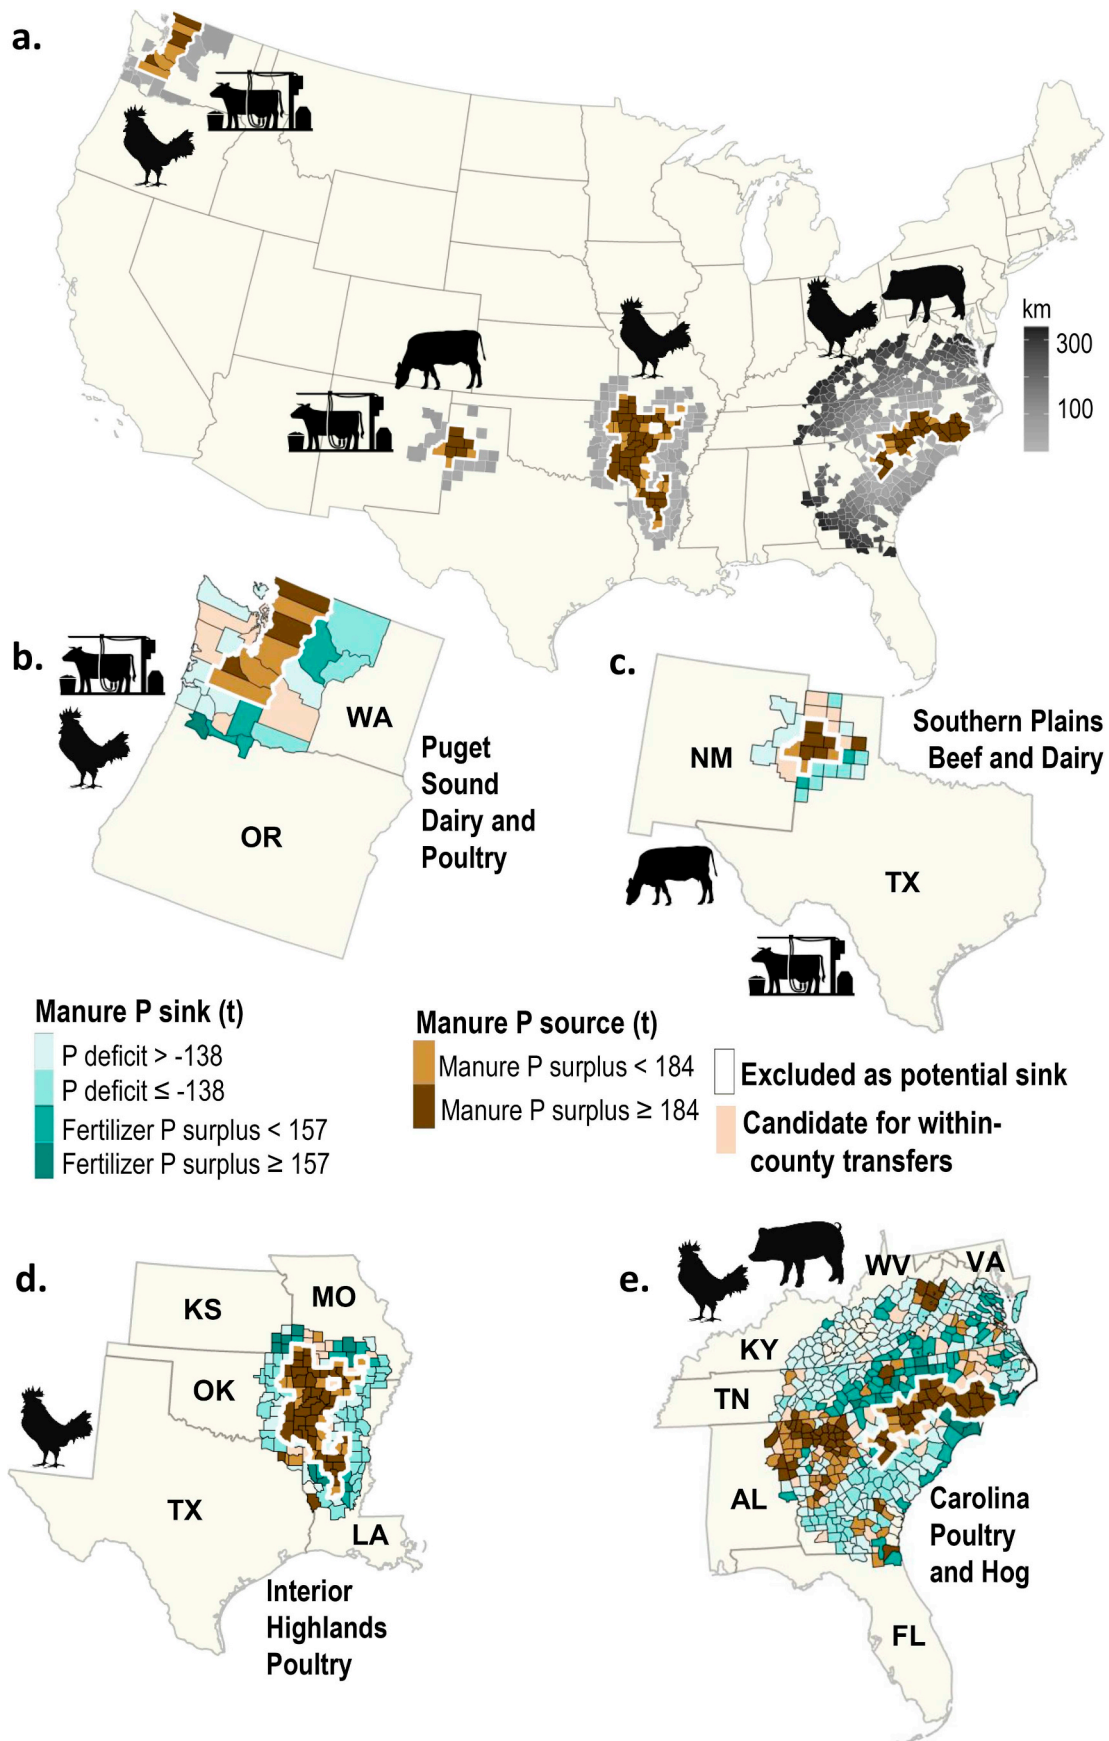 a.
km
300
100
b.
WA
OR
Puget
Sound
Dairy and
Poultry
c.
NM
TX
Southern Plains
Beef and Dairy
Manure P sink (t)
P deficit > -138
P deficit ≤ -138
Fertilizer P surplus < 157
Fertilizer P surplus ≥ 157
Manure P source (t)
Manure P surplus < 184
Manure P surplus ≥ 184
Excluded as potential sink
Candidate for within-
county transfers
d.
KS
MO
OK
TX
LA
Interior
Highlands
Poultry
e.
WV
VA
KY
TN
AL
FL
Carolina
Poultry
and Hog